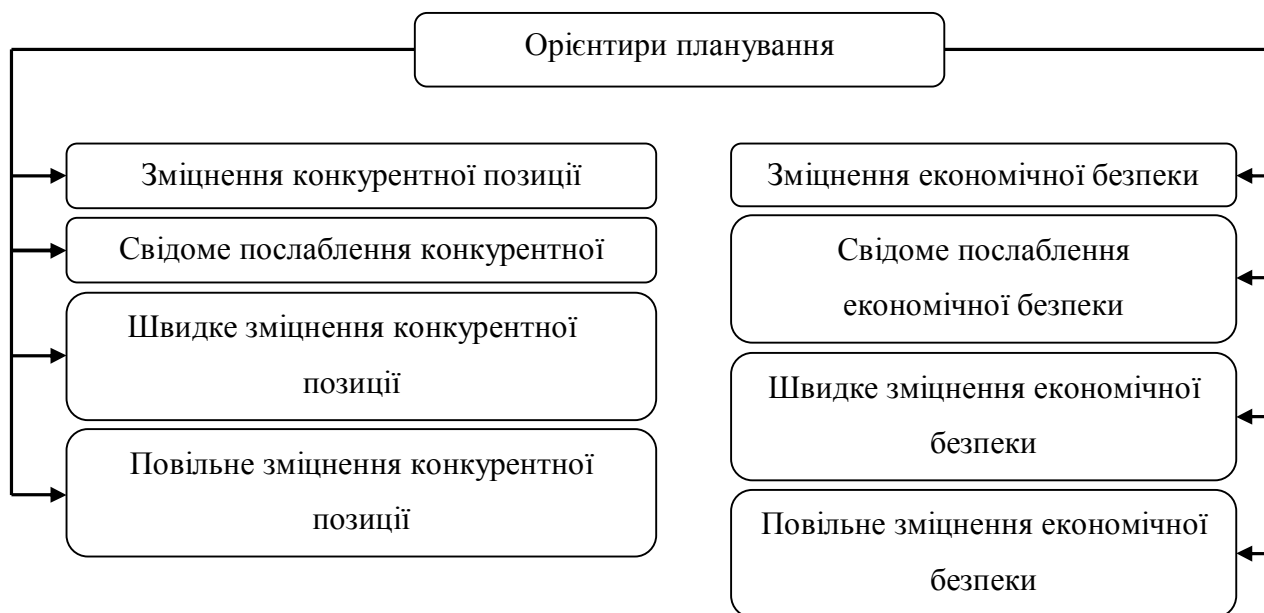 Орієнтири планування
Зміцнення конкурентної позиції
Свідоме послаблення конкурентної
Швидке зміцнення конкурентної
позиції
Повільне зміцнення конкурентної
позиції
Зміцнення економічної безпеки
Свідоме послаблення
економічної безпеки
Швидке зміцнення економічної
безпеки
Повільне зміцнення економічної
безпеки